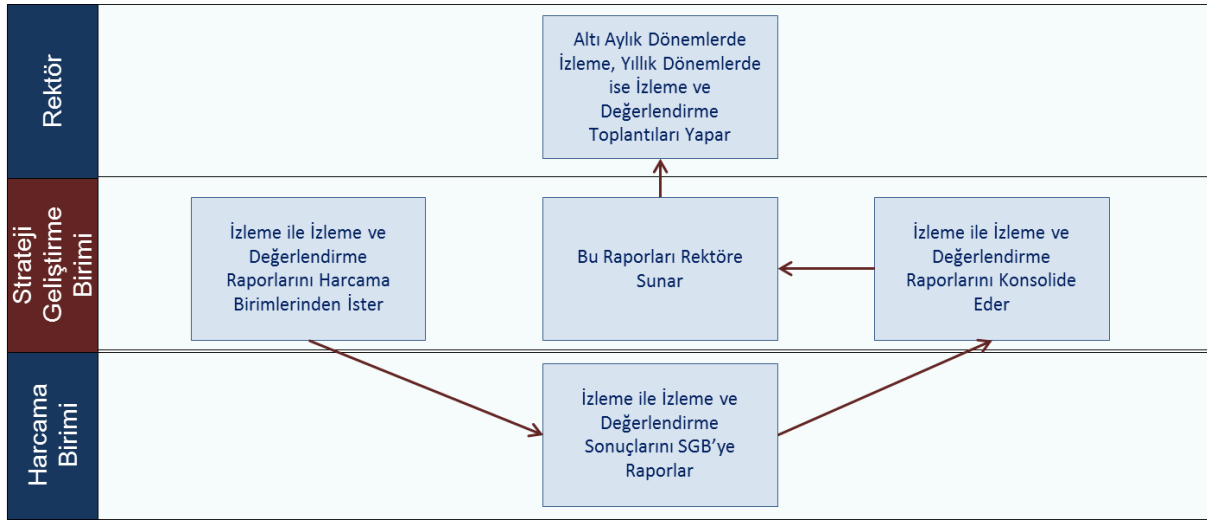 Rektör
Altı Aylık Dönemlerde
İzleme, Yıllık Dönemlerde
ise İzleme ve
Değerlendirme
Toplantıları Yapar
Strateji
Geliştirme
Birimi
İzleme ile İzleme ve
Değerlendirme
Raporlarını Harcama
Birimlerinden İster
Bu Raporları Rektöre
Sunar
İzleme ile İzleme ve
Değerlendirme
Raporlarını Konsolide
Eder
Harcama
Birimi
İzleme ile İzleme ve
Değerlendirme
Sonuçlarını SGB’ye
Raporlar